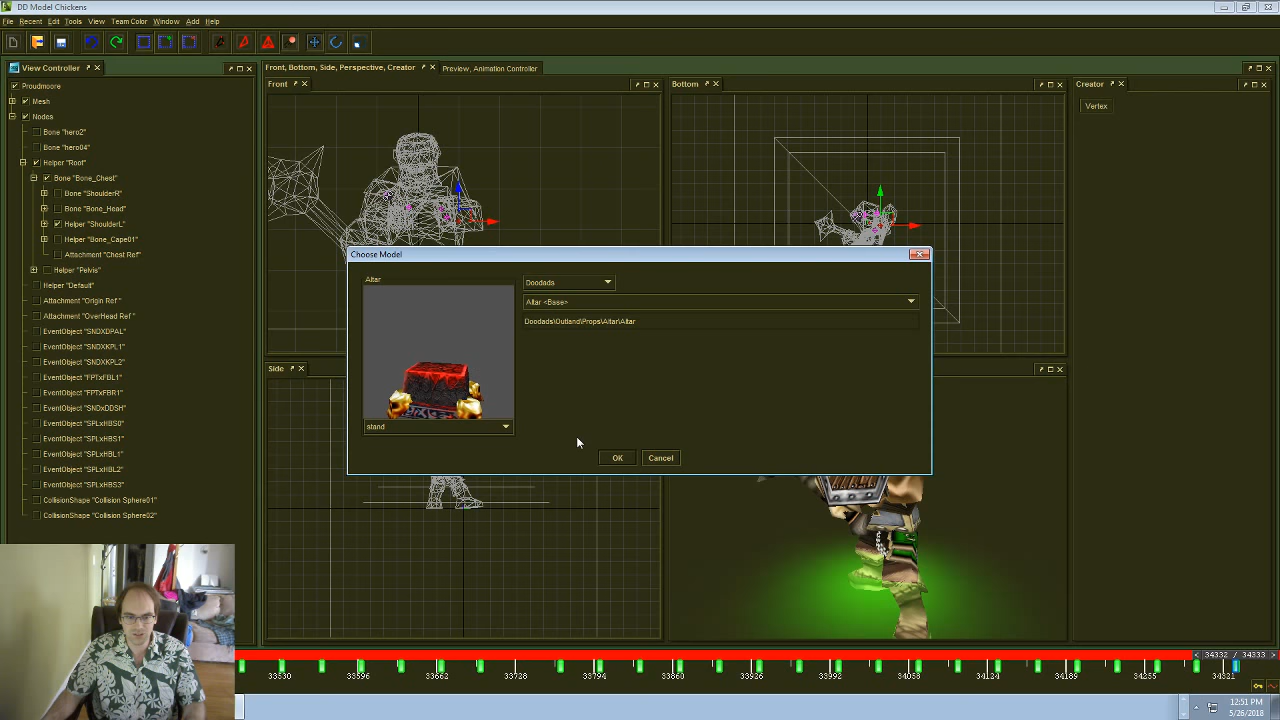 DD Model Chickens
File Recent Edit Tools View Team Color Window Add Help
View Controller
Proudmoore
Mesh
Nodes
Bone "hero2"
Bone "hero04"
Helper "Root"
Bone "Bone_Chest"
Bone "ShoulderR"
Bone "Bone_Head"
Helper "ShoulderL"
Helper "Bone_Cape01"
Attachment "Chest Ref"
Helper "Pelvis"
Helper "Default"
Attachment "Origin Ref "
Attachment "OverHead Ref "
EventObject "SNDXDPAL"
EventObject "SNDXKPL1"
EventObject "SNDXKPL2"
EventObject "FPTxFBL1"
EventObject "FPTxFBR1"
EventObject "SNDxDDSH"
EventObject "SPLxHBS0"
EventObject "SPLxHBS1"
EventObject "SPLxHBL1"
EventObject "SPLxHBL2"
EventObject "SPLxHBS3"
CollisionShape "Collision Sphere01"
CollisionShape "Collision Sphere02"
Front, Bottom, Side, Perspective, Creator
Preview, Animation Controller
Front
Bottom
Creator
Vertex
Side
Choose Model
Altar
Doodads
Altar <Base>
Doodads\Outland\Props\Altar\Altar
stand
OK
Cancel
34332 / 34333
33530 33662 33728 33794 33860 33926 33992 34058 34124 34189 34255 34321
12:51 PM
5/26/2018